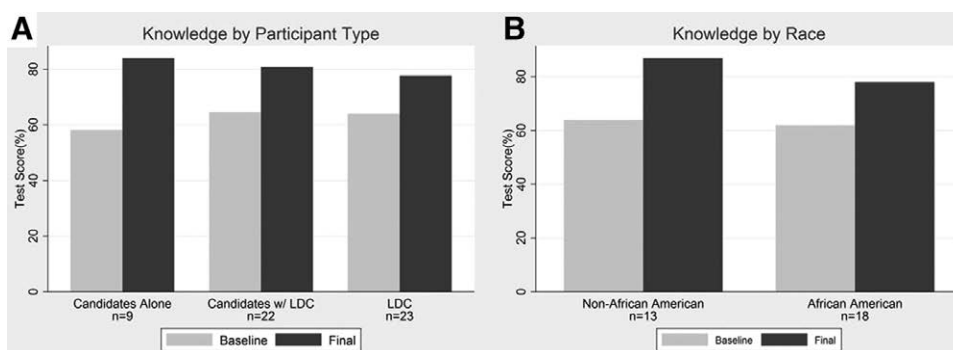 A
Knowledge by Participant Type
Test Score(%)
80
60
40
20
0
Candidates Alone
n=9
Candidates w/ LDC
n=22
LDC
n=23
Baseline
Final
B
Knowledge by Race
Test Score(%)
80
60
40
20
0
Non-African American
n=13
African American
n=18
Baseline
Final